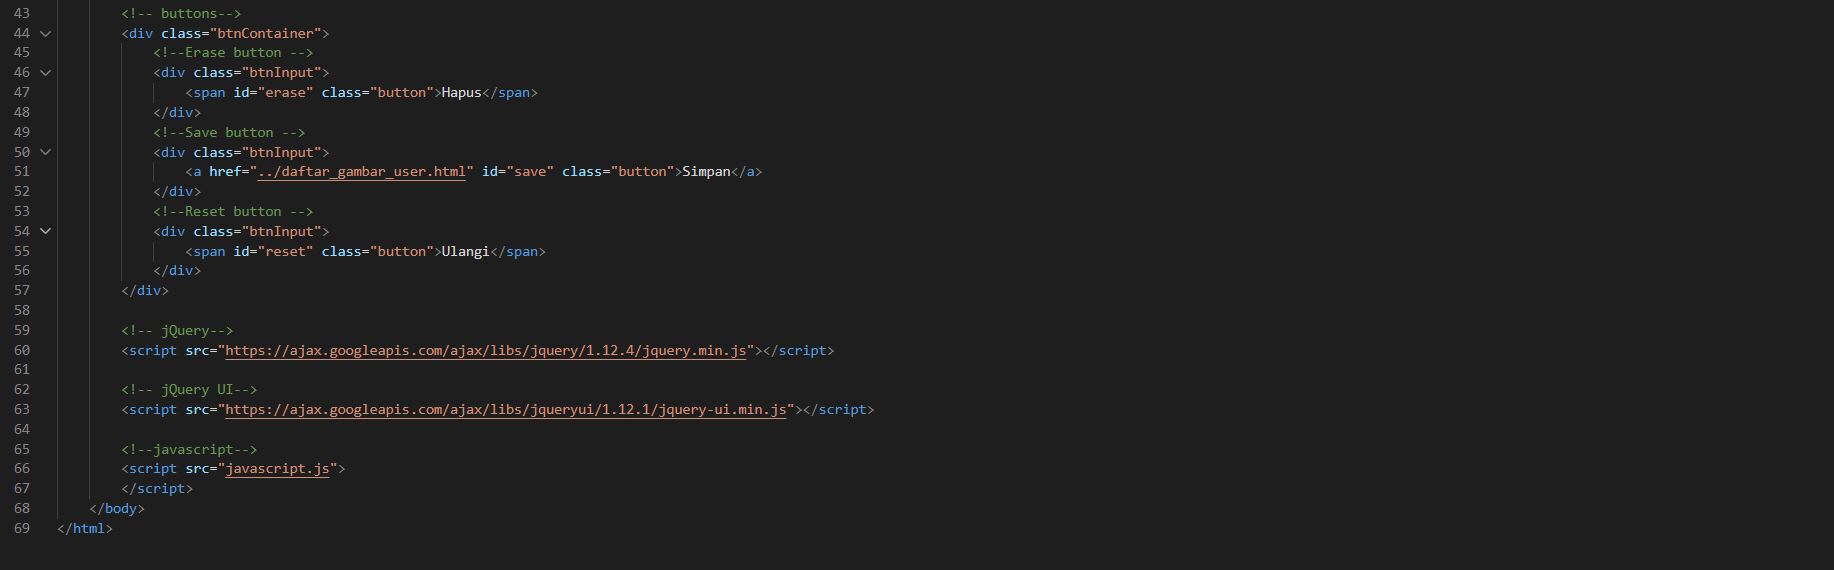 43 <!-- buttons-->
44 <div class="btnContainer">
45 <!--Erase button -->
46 <div class="btnInput">
47 <span id="erase" class="button">Hapus</span>
48 </div>
49 <!--Save button -->
50 <div class="btnInput">
51 <a href="../daftar_gambar_user.html" id="save" class="button">Simpan</a>
52 </div>
53 <!--Reset button -->
54 <div class="btnInput">
55 <span id="reset" class="button">Ulangi</span>
56 </div>
57 </div>
58
59 <!-- jQuery-->
60 <script src="https://ajax.googleapis.com/ajax/libs/jquery/1.12.4/jquery.min.js"></script>
61
62 <!-- jQuery UI-->
63 <script src="https://ajax.googleapis.com/ajax/libs/jqueryui/1.12.1/jquery-ui.min.js"></script>
64
65 <!--javascript-->
66 <script src="javascript.js">
67 </script>
68 </body>
69 </html>